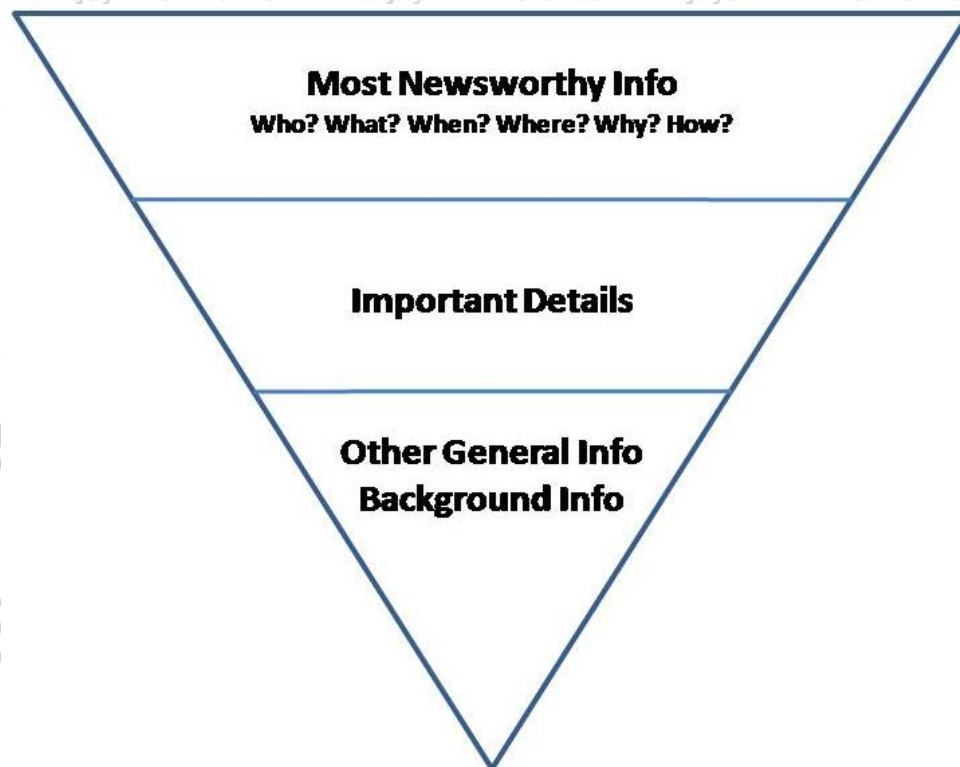 Most Newsworthy Info
Who? What? When? Where? Why? How?
Important Details
Other General Info
Background Info